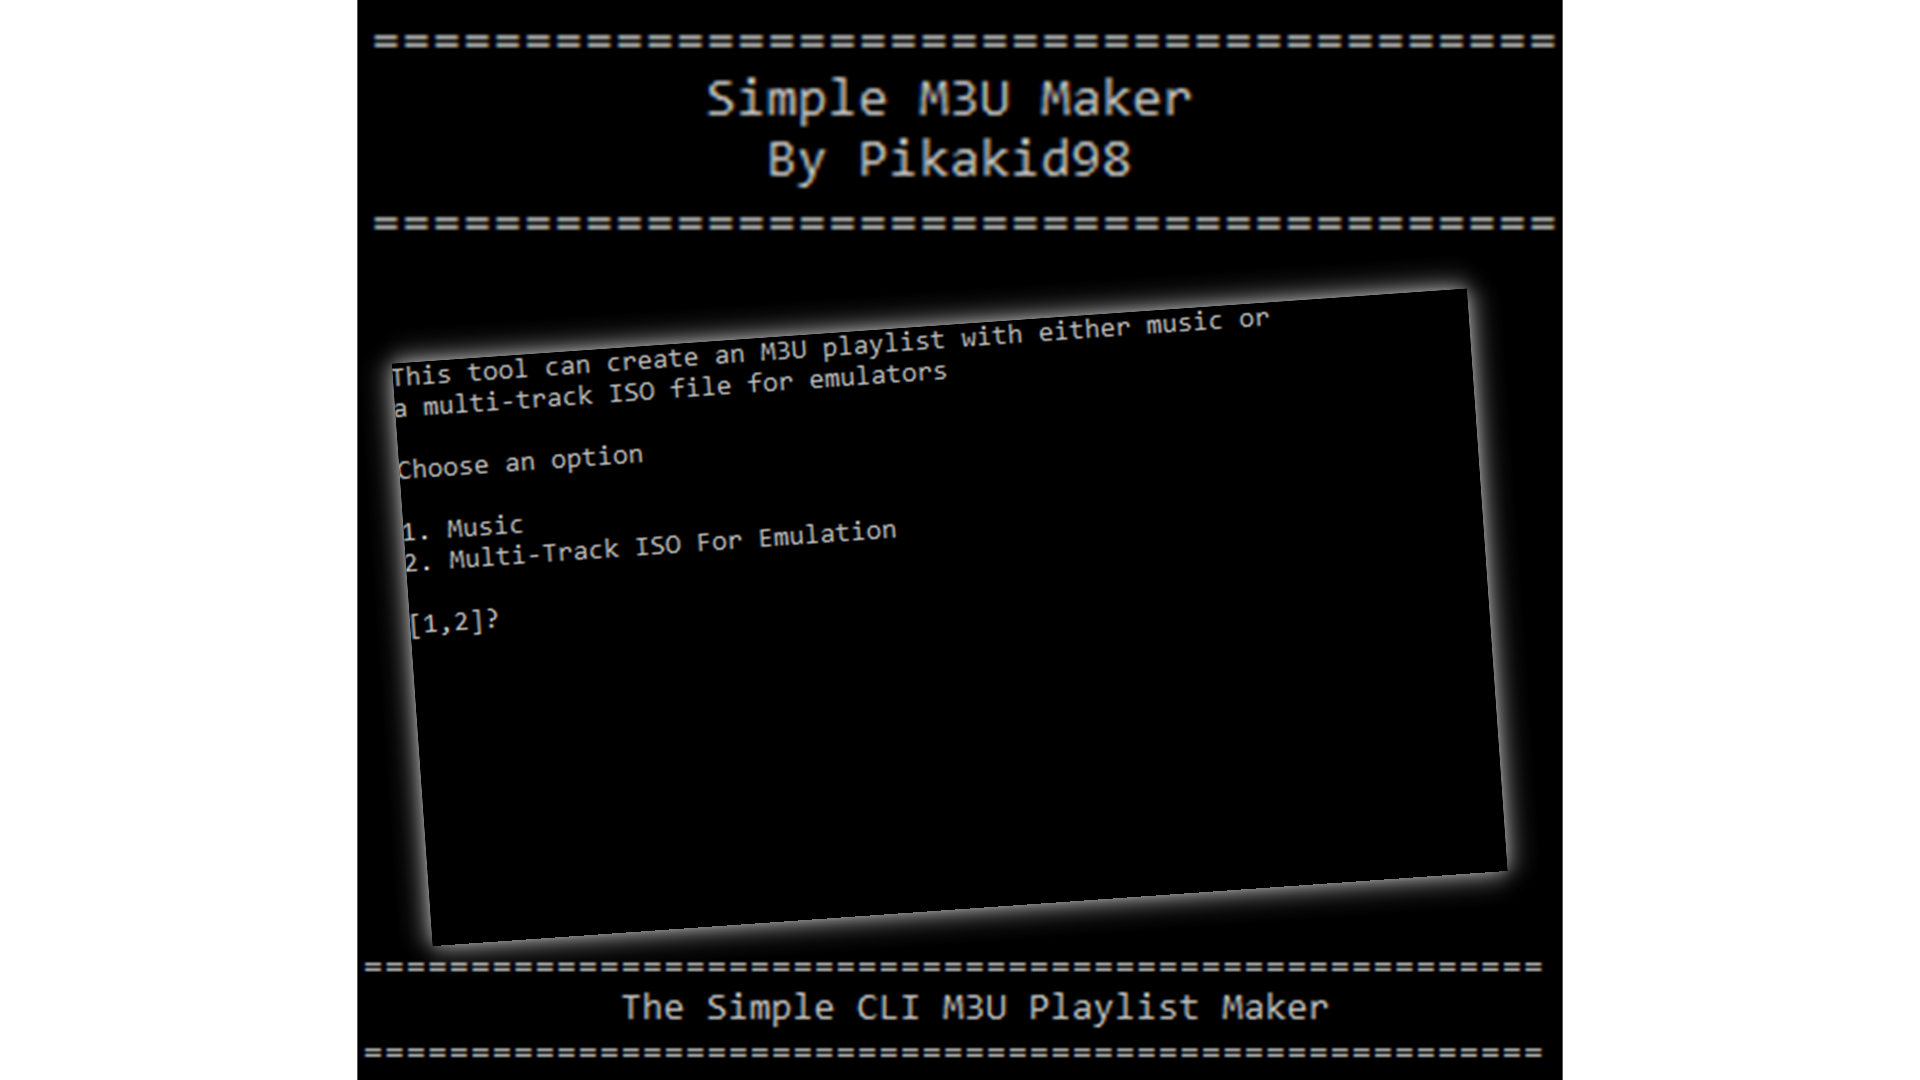 =======================================
Simple M3U Maker
By Pikakid98
=======================================
This tool can create an M3U playlist with either music or
a multi-track ISO file for emulators
Choose an option
1. Music
2. Multi-Track ISO For Emulation
[1,2]?
=======================================================
The Simple CLI M3U Playlist Maker
=======================================================